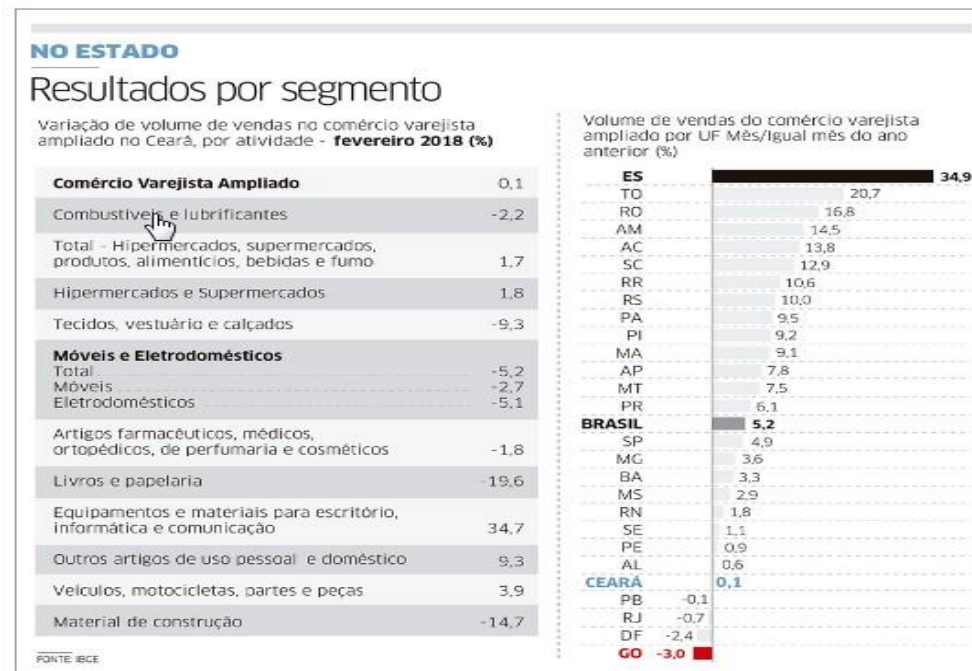 NO ESTADO
Resultados por segmento
Variação de volume de vendas no comércio varejista
ampliado no Ceará, por atividade - fevereiro 2018 (%)
Comércio Varejista Ampliado 0,1
Combustíveis e lubrificantes -2,2
Total - Hipermercados, supermercados,
produtos, alimentícios, bebidas e fumo 1,7
Hipermercados e Supermercados 1,8
Tecidos, vestuário e calçados -9,3
Móveis e Eletrodomésticos
Total -5,2
Móveis -2,7
Eletrodomésticos -5,1
Artigos farmacêuticos, médicos,
ortopédicos, de perfumaria e cosméticos -1,8
Livros e papelaria -19,6
Equipamentos e materiais para escritório,
informática e comunicação 34,7
Outros artigos de uso pessoal e doméstico 9,3
Veículos, motocicletas, partes e peças 3,9
Material de construção -14,7
FONTE: IBGE
Volume de vendas do comércio varejista
ampliado por UF Mês/Igual mês do ano
anterior (%)
ES 34,9
TO 20,7
RO 16,8
AM 14,5
AC 13,8
SC 12,9
RR 10,6
RS 10,0
PA 9,5
PI 9,2
MA 9,1
AP 7,8
MT 7,5
PR 6,1
BRASIL 5,2
SP 4,9
MG 3,6
BA 3,3
MS 2,9
RN 1,8
SE 1,1
PE 0,9
AL 0,6
CEARÁ 0,1
PB -0,1
RJ -0,7
DF -2,4
GO -3,0